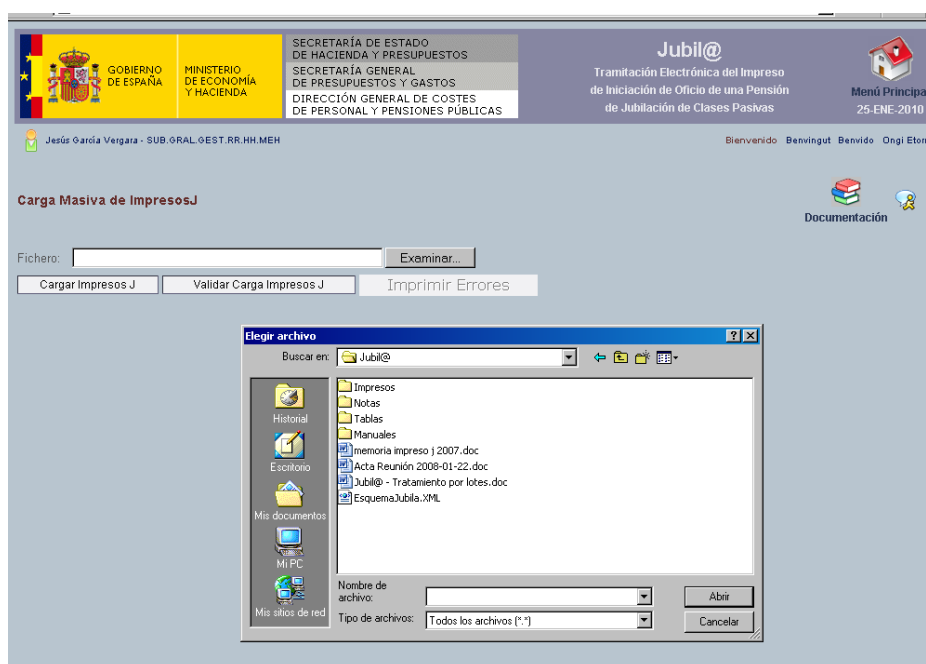 GOBIERNO
DE ESPAÑA
MINISTERIO
DE ECONOMÍA
Y HACIENDA
SECRETARÍA DE ESTADO
DE HACIENDA Y PRESUPUESTOS
SECRETARÍA GENERAL
DE PRESUPUESTOS Y GASTOS
DIRECCIÓN GENERAL DE COSTES
DE PERSONAL Y PENSIONES PÚBLICAS
Jubil@
Tramitación Electrónica del Impreso
de Iniciación de Oficio de una Pensión
de Jubilación de Clases Pasivas
Menú Principa
25-ENE-2010
Jesús García Vergara - SUB.GRAL.GEST.RR.HH.MEH
Bienvenido Benvingut Benvido Ongi Eton
Carga Masiva de ImpresosJ
Documentación
Fichero:
Examinar...
Cargar Impresos J
Validar Carga Impresos J
Imprimir Errores
Elegir archivo
Buscar en:
Jubil@
Historial
Escritorio
Mis documentos
Mi PC
Mis sitios de red
Impresos
Notas
Tablas
Manuales
memoria impreso j 2007.doc
Acta Reunión 2008-01-22.doc
Jubil@ - Tratamiento por lotes.doc
EsquemaJubila.XML
Nombre de
archivo:
Abrir
Tipo de archivos:
Todos los archivos (*.*)
Cancelar